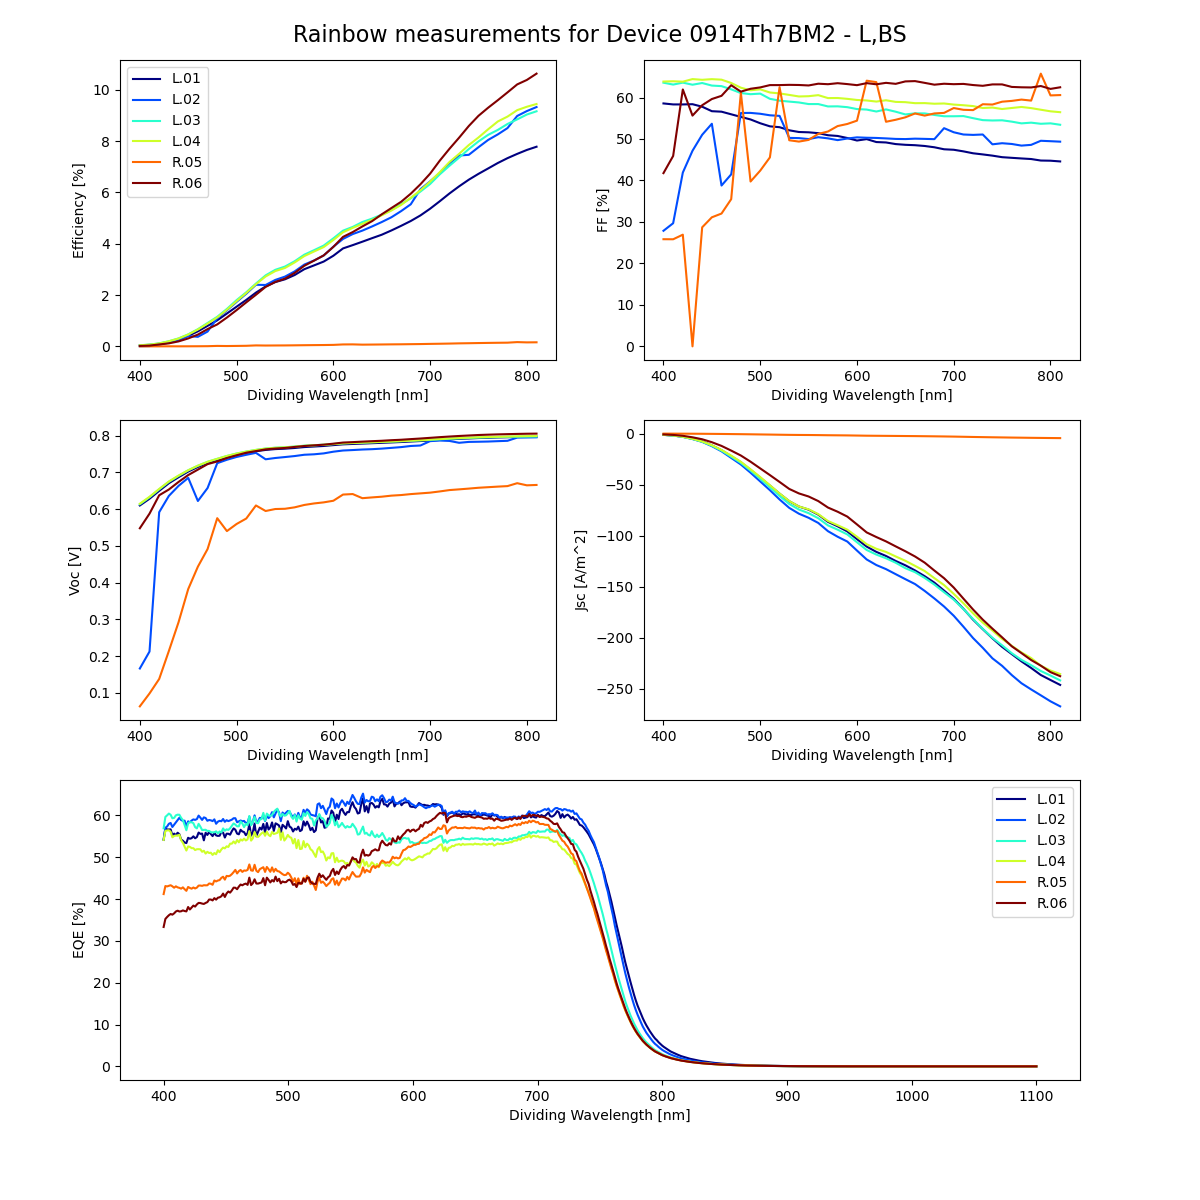 Rainbow measurements for Device 0914Th7BM2 - L,BS
Efficiency [%]
10
8
6
4
2
0
L.01
L.02
L.03
L.04
R.05
R.06
400 500 600 700 800
Dividing Wavelength [nm]
FF [%]
60
50
40
30
20
10
0
400 500 600 700 800
Dividing Wavelength [nm]
Voc [V]
0.8
0.7
0.6
0.5
0.4
0.3
0.2
0.1
400 500 600 700 800
Dividing Wavelength [nm]
Jsc [A/m^2]
0
−50
−100
−150
−200
−250
400 500 600 700 800
Dividing Wavelength [nm]
EQE [%]
60
50
40
30
20
10
0
L.01
L.02
L.03
L.04
R.05
R.06
400 500 600 700 800 900 1000 1100
Dividing Wavelength [nm]